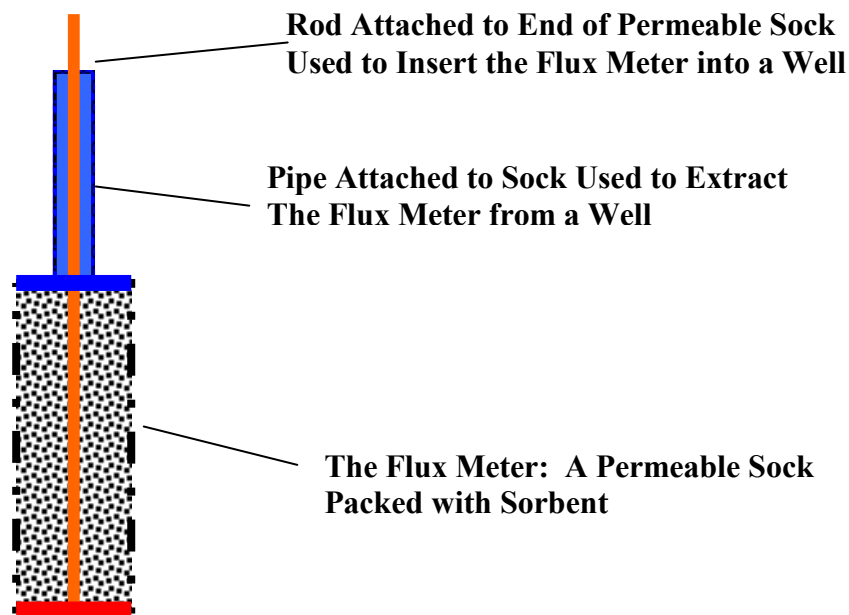 Rod Attached to End of Permeable Sock
Used to Insert the Flux Meter into a Well
Pipe Attached to Sock Used to Extract
The Flux Meter from a Well
The Flux Meter:  A Permeable Sock
Packed with Sorbent